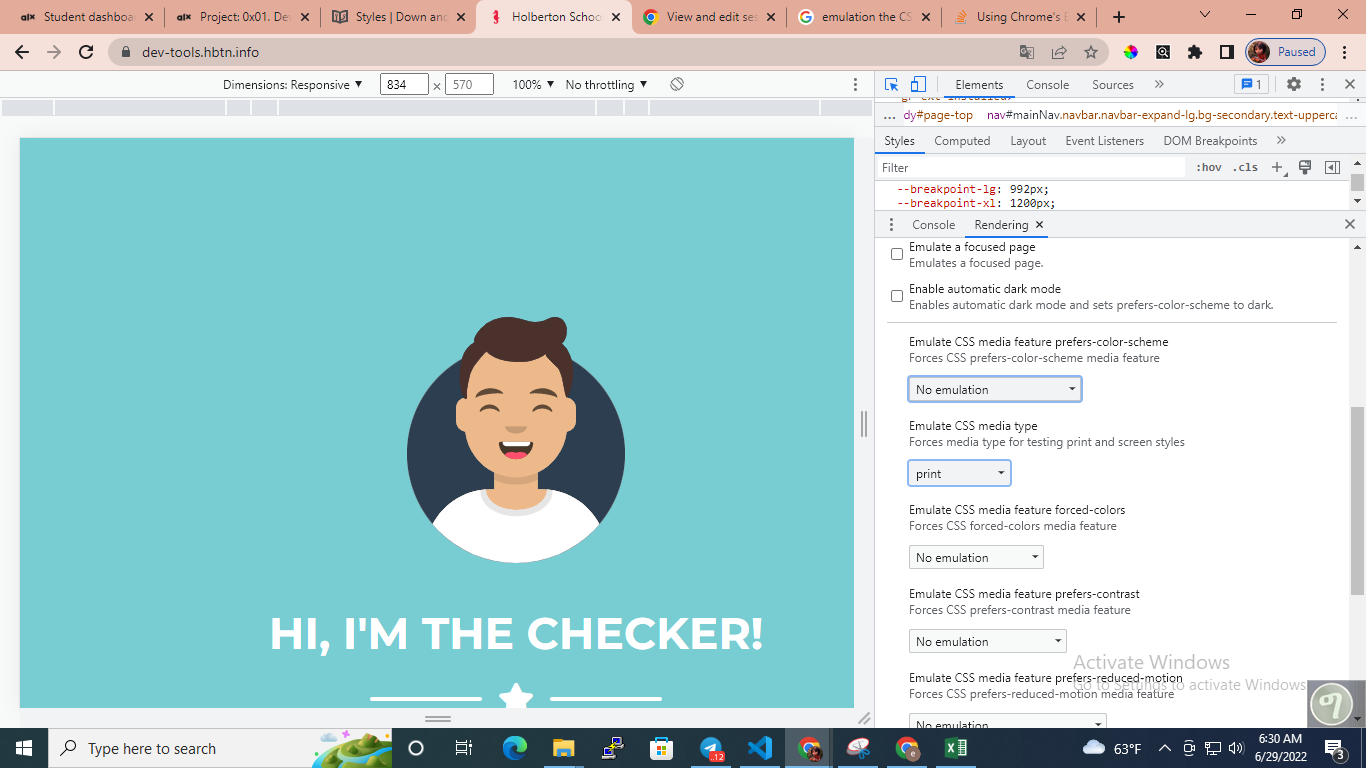 Student dashboa
Project: 0x01. De
Styles | Down and
Holberton Schoo
View and edit ses
emulation the CS
Using Chrome's E
dev-tools.hbtn.info
Paused
Dimensions: Responsive
834 × 570
100%
No throttling
Elements Console Sources »
1
... dy#page-top nav#mainNav.navbar.navbar-expand-lg.bg-secondary.text-upperca ...
Styles Computed Layout Event Listeners DOM Breakpoints »
Filter
:hov .cls +
--breakpoint-lg: 992px;
--breakpoint-xl: 1200px;
Console Rendering
Emulate a focused page
Emulates a focused page.
Enable automatic dark mode
Enables automatic dark mode and sets prefers-color-scheme to dark.
Emulate CSS media feature prefers-color-scheme
Forces CSS prefers-color-scheme media feature
No emulation
Emulate CSS media type
Forces media type for testing print and screen styles
print
Emulate CSS media feature forced-colors
Forces CSS forced-colors media feature
No emulation
Emulate CSS media feature prefers-contrast
Forces CSS prefers-contrast media feature
No emulation
Emulate CSS media feature prefers-reduced-motion
Forces CSS prefers-reduced-motion media feature
No emulation
HI, I'M THE CHECKER!
Activate Windows
Go to Settings to activate Windows
Type here to search
..12
63°F
6:30 AM
6/29/2022
3